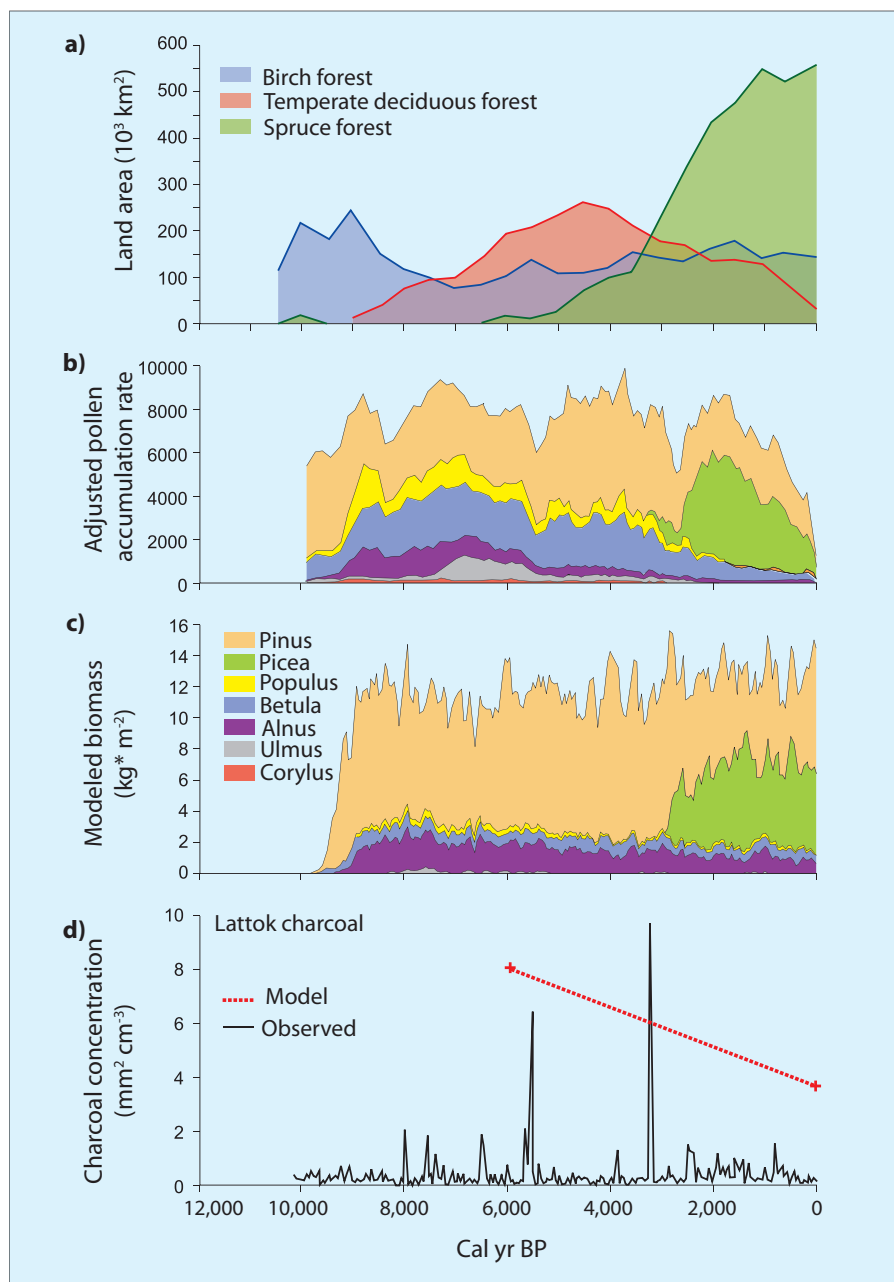 a)
600
500
400
300
200
100
0
Land area (10³ km²)
Birch forest
Temperate deciduous forest
Spruce forest
b)
10000
8000
6000
4000
2000
0
Adjusted pollen
accumulation rate
c)
16
14
12
10
8
6
4
2
0
Modeled biomass
(kg* m⁻²)
Pinus
Picea
Populus
Betula
Alnus
Ulmus
Corylus
d)
10
8
6
4
2
0
Charcoal concentration
(mm² cm⁻³)
Lattok charcoal
Model
Observed
12,000 10,000 8,000 6,000 4,000 2,000 0
Cal yr BP